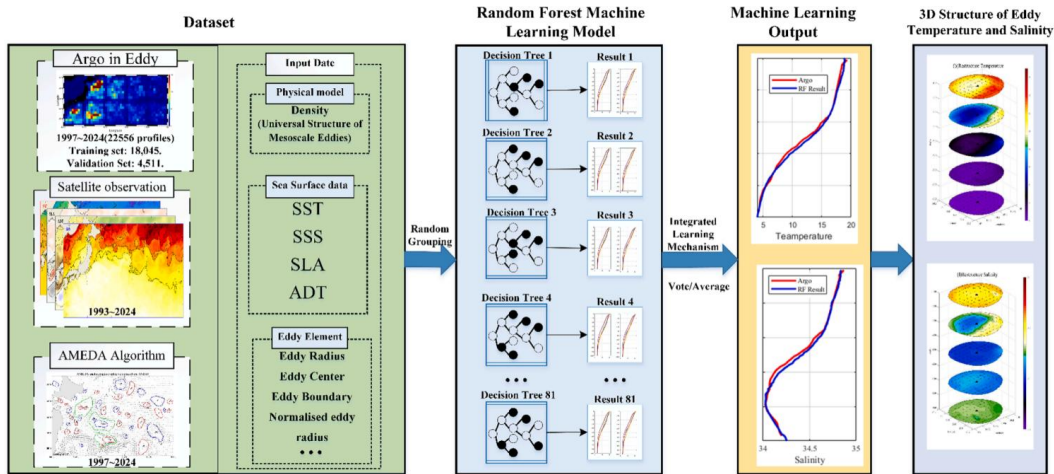 Dataset
Argo in Eddy
1997~2024(22556 profiles)
Training set: 18,045.
Validation Set: 4,511.
Satellite observation
1993~2024
AMEDA Algorithm
1997~2024
Input Date
Physical model
Density
(Universal Structure of
Mesoscale Eddies)
Sea Surface data
SST
SSS
SLA
ADT
Eddy Element
Eddy Radius
Eddy Center
Eddy Boundary
Normalised eddy
radius
• • •
Random
Grouping
Random Forest Machine
Learning Model
Decision Tree 1
Result 1
Decision Tree 2
Result 2
Decision Tree 3
Result 3
Decision Tree 4
Result 4
• • •
• • •
Decision Tree 81
Result 81
Integrated
Learning
Mechanism
Vote/Average
Machine Learning
Output
Argo
RF Result
5 10 15 20
Teamperature
Argo
RF Result
34 34.5 35
Salinity
3D Structure of Eddy
Temperature and Salinity